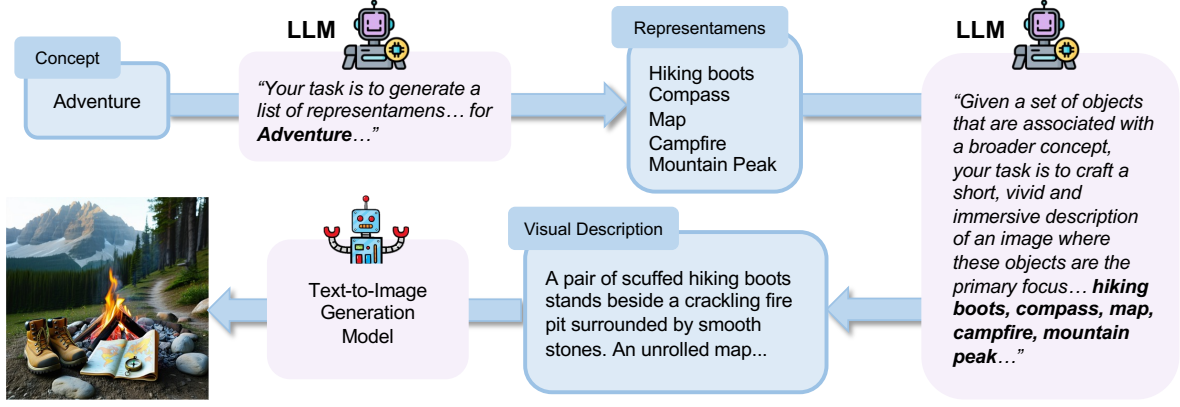 LLM
Concept
Adventure
“Your task is to generate a
list of representamens… for
Adventure…”
Representamens
Hiking boots
Compass
Map
Campfire
Mountain Peak
LLM
“Given a set of objects
that are associated with
a broader concept,
your task is to craft a
short, vivid and
immersive description
of an image where
these objects are the
primary focus… hiking
boots, compass, map,
campfire, mountain
peak…”
Visual Description
A pair of scuffed hiking boots
stands beside a crackling fire
pit surrounded by smooth
stones. An unrolled map...
Text-to-Image
Generation
Model